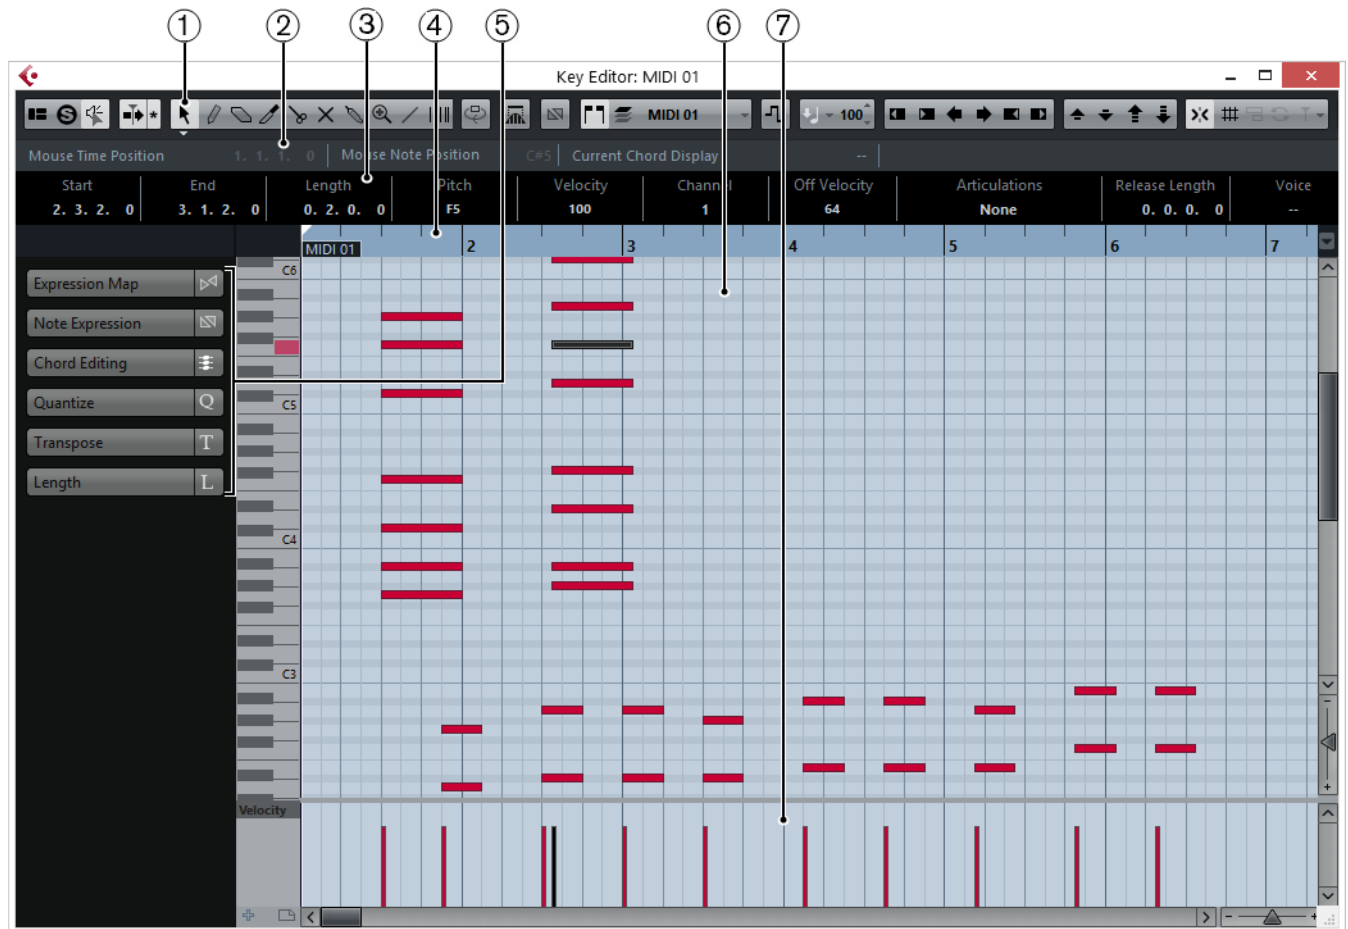 1 2 3 4 5 6 7
Key Editor: MIDI 01
MIDI 01 100
Mouse Time Position 1. 1. 1. 0 Mouse Note Position C#5 Current Chord Display --
Start End Length Pitch Velocity Channel Off Velocity Articulations Release Length Voice
2. 3. 2. 0 3. 1. 2. 0 0. 2. 0. 0 F5 100 1 64 None 0. 0. 0. 0 --
MIDI 01 2 3 4 5 6 7
C6
Expression Map
Note Expression
Chord Editing
Quantize Q
C5
Transpose T
Length L
C4
C3
Velocity